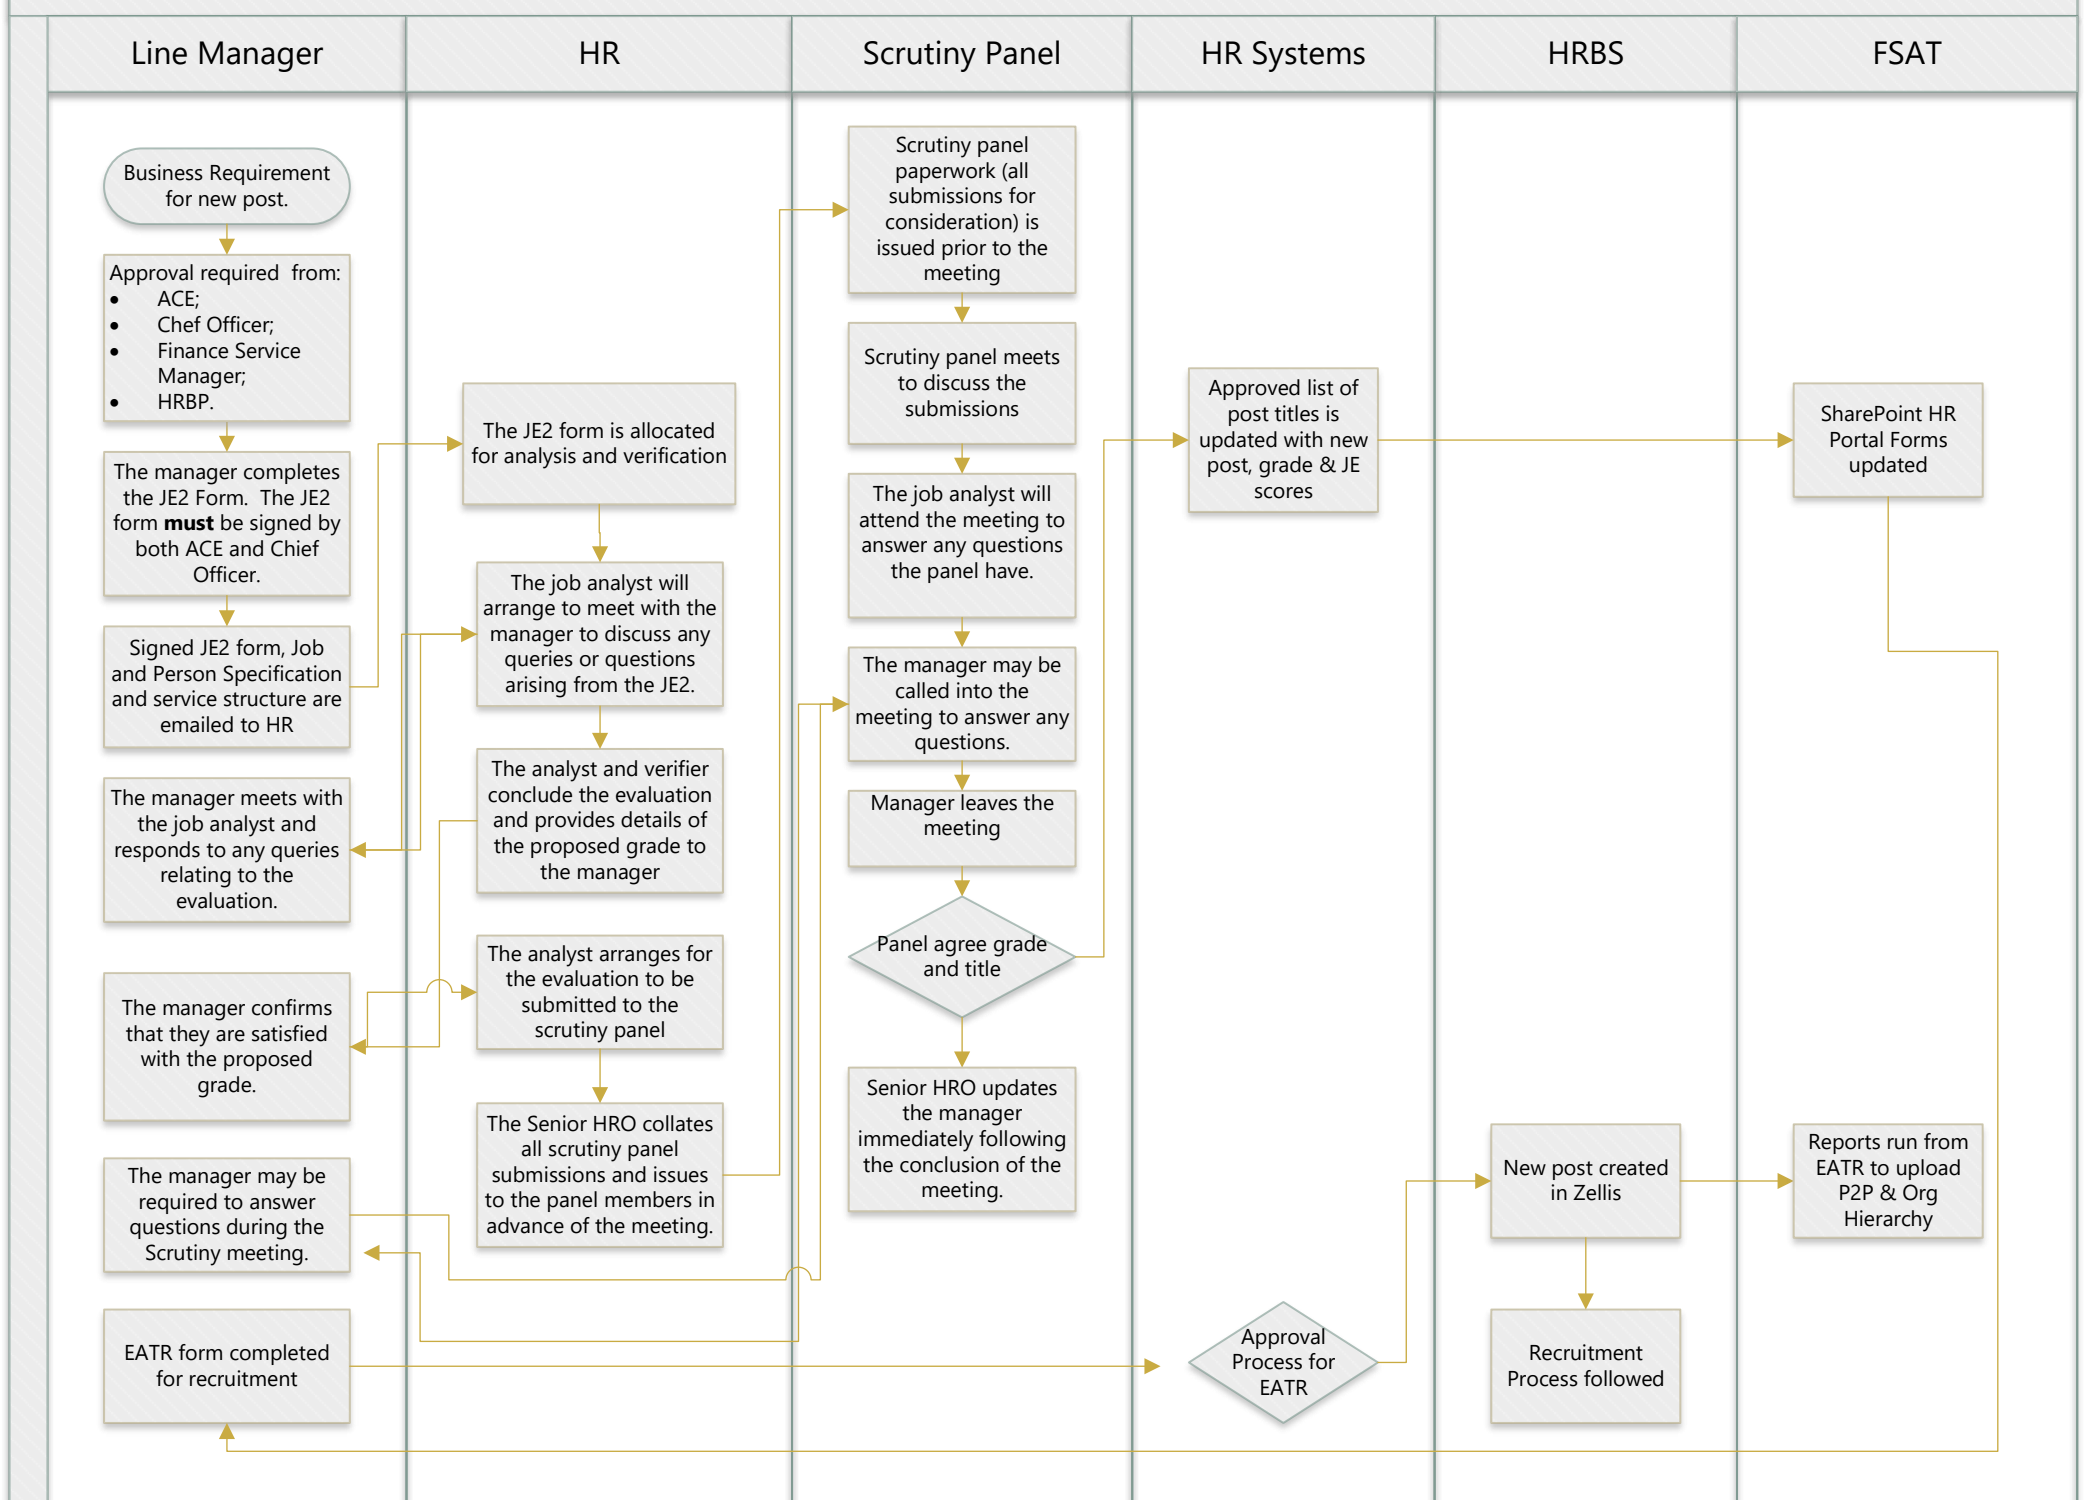 Line Manager
HR
Scrutiny Panel
HR Systems
HRBS
FSAT
Business Requirement
for new post.
Approval required  from:
• ACE;
• Chef Officer;
• Finance Service
Manager;
• HRBP.
The manager completes
the JE2 Form.  The JE2
form must be signed by
both ACE and Chief
Officer.
Signed JE2 form, Job
and Person Specification
and service structure are
emailed to HR
The manager meets with
the job analyst and
responds to any queries
relating to the
evaluation.
The manager confirms
that they are satisfied
with the proposed
grade.
The manager may be
required to answer
questions during the
Scrutiny meeting.
EATR form completed
for recruitment
The JE2 form is allocated
for analysis and verification
The job analyst will
arrange to meet with the
manager to discuss any
queries or questions
arising from the JE2.
The analyst and verifier
conclude the evaluation
and provides details of
the proposed grade to
the manager
The analyst arranges for
the evaluation to be
submitted to the
scrutiny panel
The Senior HRO collates
all scrutiny panel
submissions and issues
to the panel members in
advance of the meeting.
Scrutiny panel
paperwork (all
submissions for
consideration) is
issued prior to the
meeting
Scrutiny panel meets
to discuss the
submissions
The job analyst will
attend the meeting to
answer any questions
the panel have.
The manager may be
called into the
meeting to answer any
questions.
Manager leaves the
meeting
Panel agree grade
and title
Senior HRO updates
the manager
immediately following
the conclusion of the
meeting.
Approved list of
post titles is
updated with new
post, grade & JE
scores
Approval
Process for
EATR
New post created
in Zellis
Recruitment
Process followed
SharePoint HR
Portal Forms
updated
Reports run from
EATR to upload
P2P & Org
Hierarchy